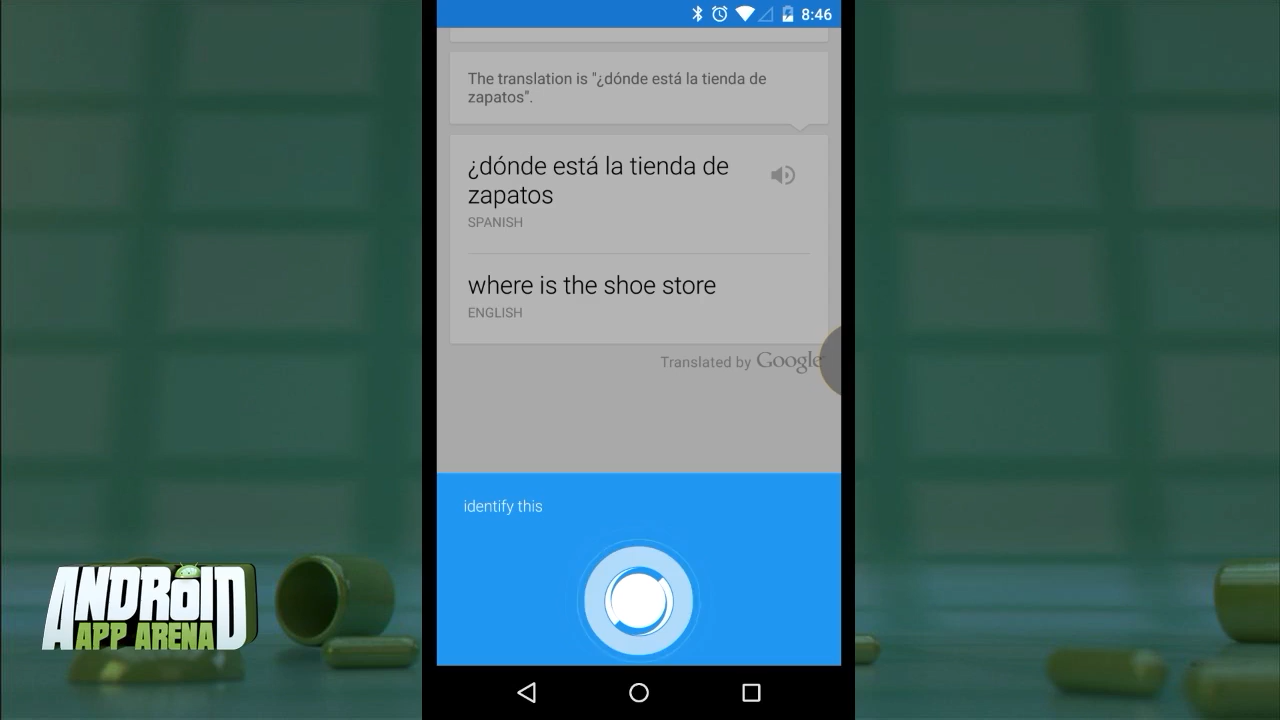 8:46
The translation is "¿dónde está la tienda de
zapatos".
¿dónde está la tienda de
zapatos
SPANISH
where is the shoe store
ENGLISH
Translated by Google
identify this
ANDROID
APP ARENA